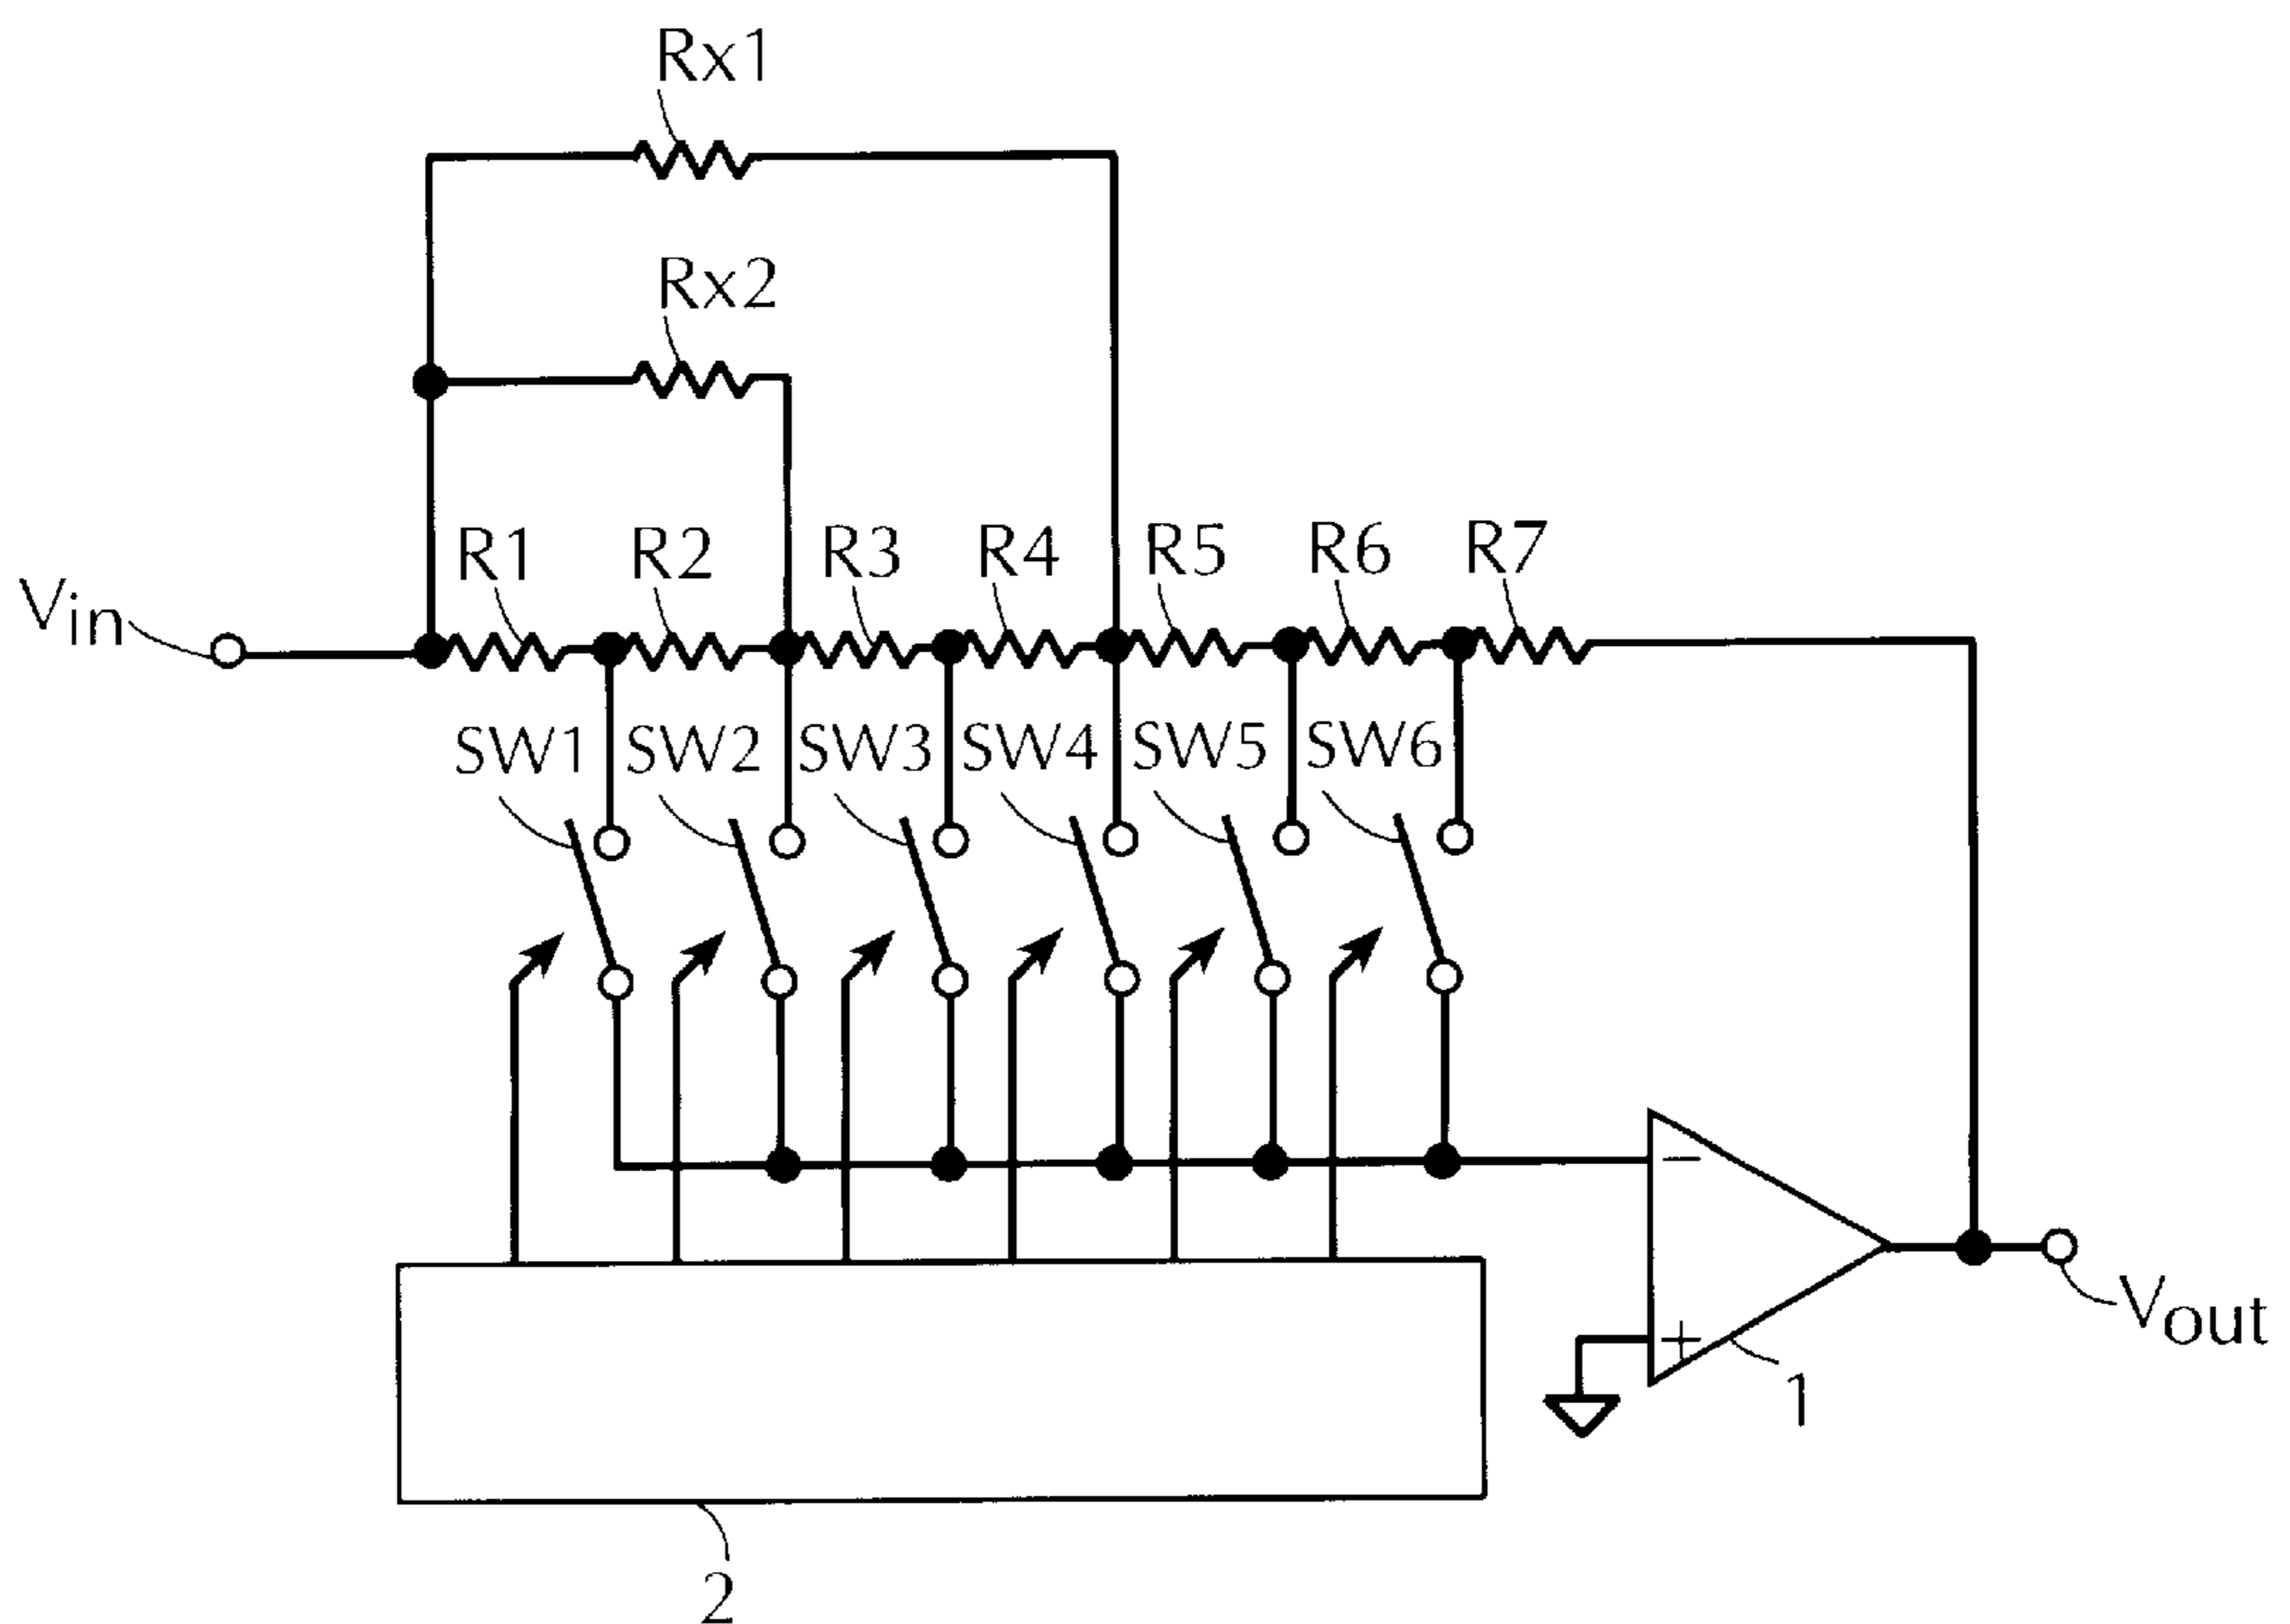 Rx1
Rx2
R1 R2 R3 R4 R5 R6 R7
Vin
SW1 SW2 SW3 SW4 SW5 SW6
−
+
Vout
1
2